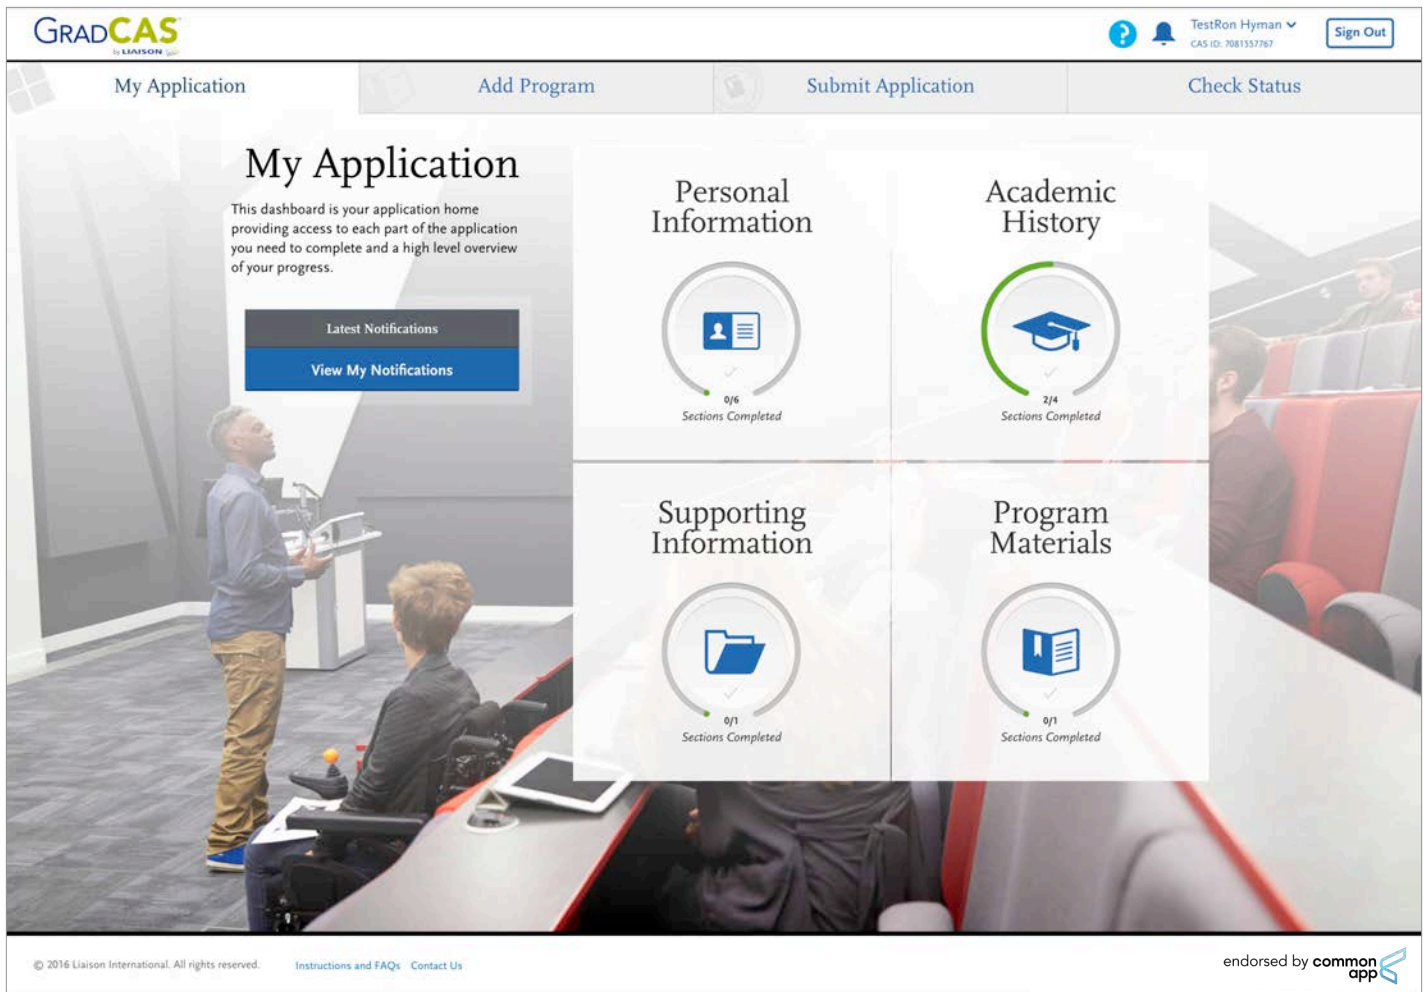 GRADCAS
by LIAISON
TestRon Hyman
CAS ID: 7081557767
Sign Out
My Application
Add Program
Submit Application
Check Status
My Application
This dashboard is your application home
providing access to each part of the application
you need to complete and a high level overview
of your progress.
Latest Notifications
View My Notifications
Personal
Information
0/6
Sections Completed
Academic
History
2/4
Sections Completed
Supporting
Information
0/1
Sections Completed
Program
Materials
0/1
Sections Completed
© 2016 Liaison International. All rights reserved.
Instructions and FAQs
Contact Us
endorsed by common
app